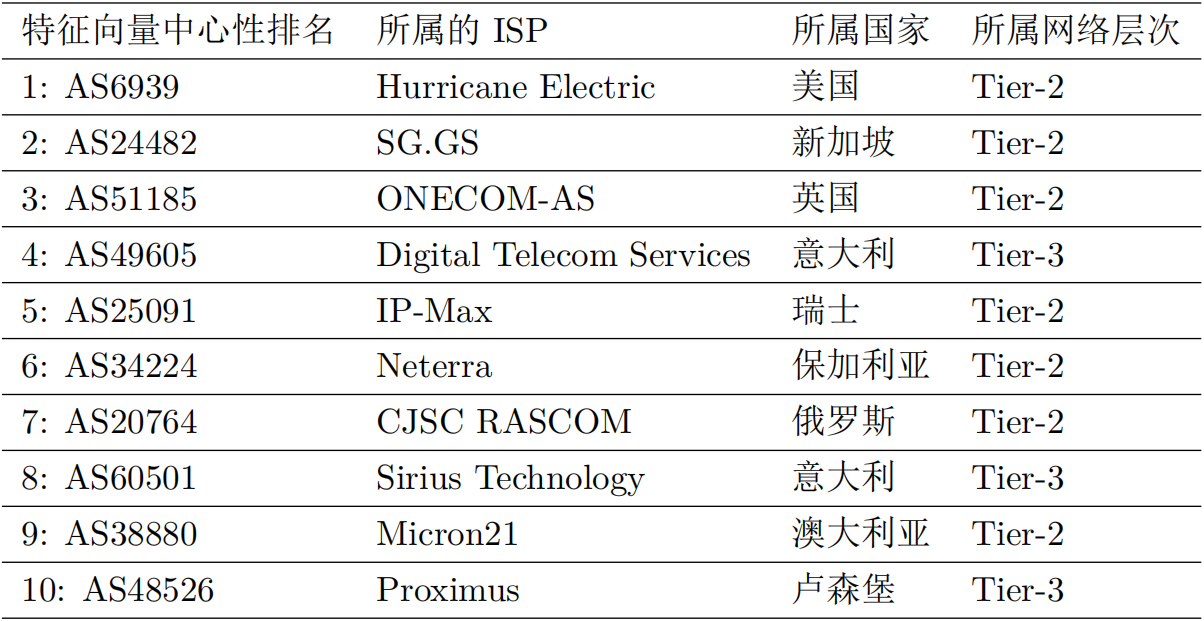 特征向量中心性排名 所属的 ISP 所属国家 所属网络层次
1: AS6939 Hurricane Electric 美国 Tier-2
2: AS24482 SG.GS 新加坡 Tier-2
3: AS51185 ONECOM-AS 英国 Tier-2
4: AS49605 Digital Telecom Services 意大利 Tier-3
5: AS25091 IP-Max 瑞士 Tier-2
6: AS34224 Neterra 保加利亚 Tier-2
7: AS20764 CJSC RASCOM 俄罗斯 Tier-2
8: AS60501 Sirius Technology 意大利 Tier-3
9: AS38880 Micron21 澳大利亚 Tier-2
10: AS48526 Proximus 卢森堡 Tier-3